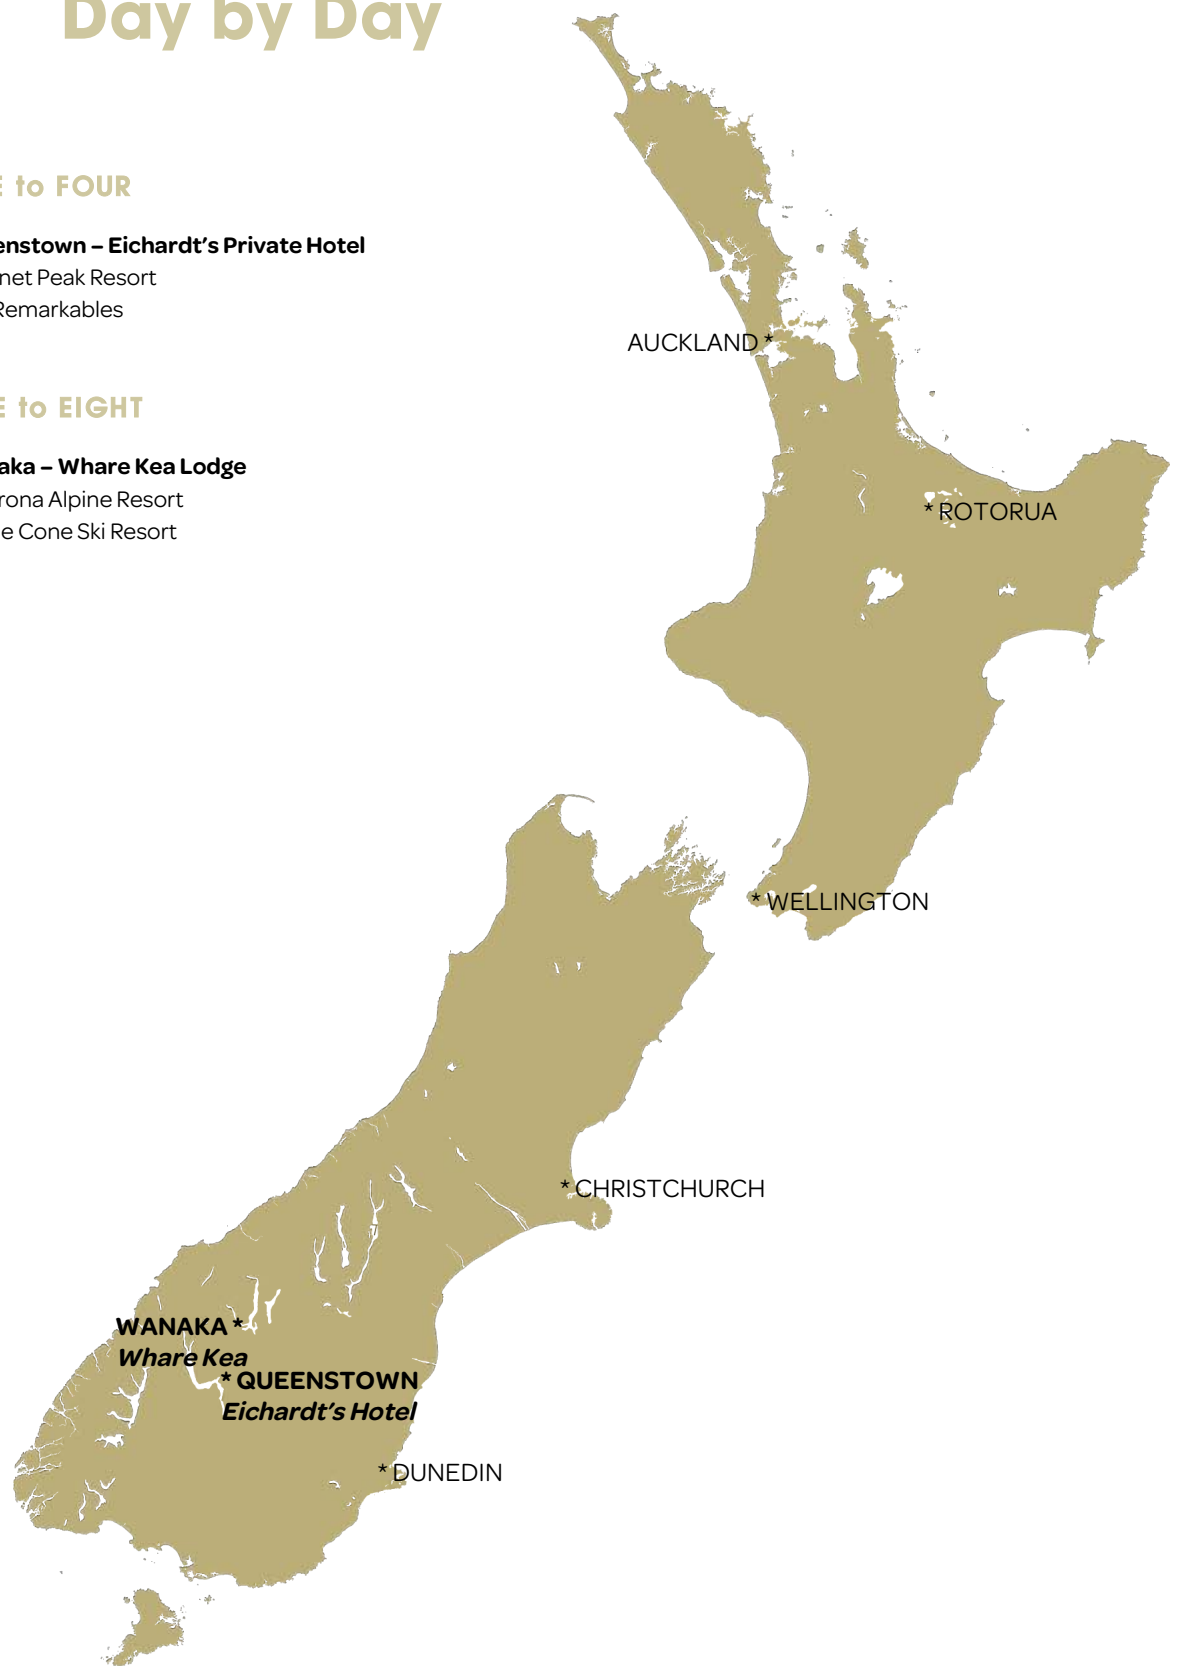 Day by Day
E to FOUR
enstown – Eichardt's Private Hotel
net Peak Resort
Remarkables
E to EIGHT
aka – Whare Kea Lodge
rona Alpine Resort
e Cone Ski Resort
AUCKLAND *
* ROTORUA
* WELLINGTON
* CHRISTCHURCH
WANAKA *
Whare Kea
* QUEENSTOWN
Eichardt's Hotel
* DUNEDIN